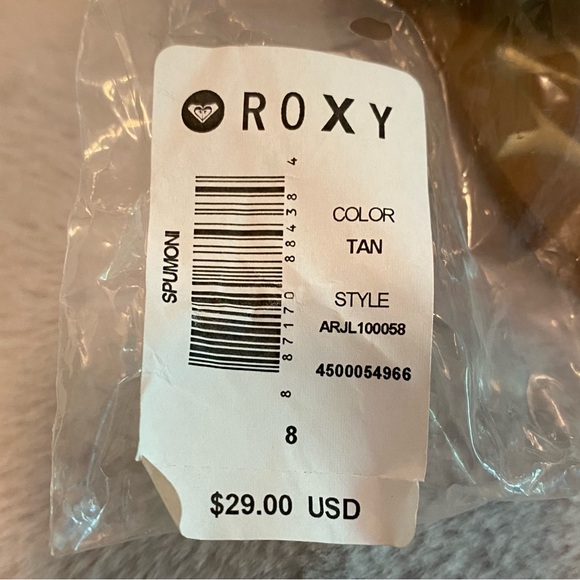 ROXY
SPUMONI
8 87170 88438 4
COLOR
TAN
STYLE
ARJL100058
4500054966
8
$29.00 USD